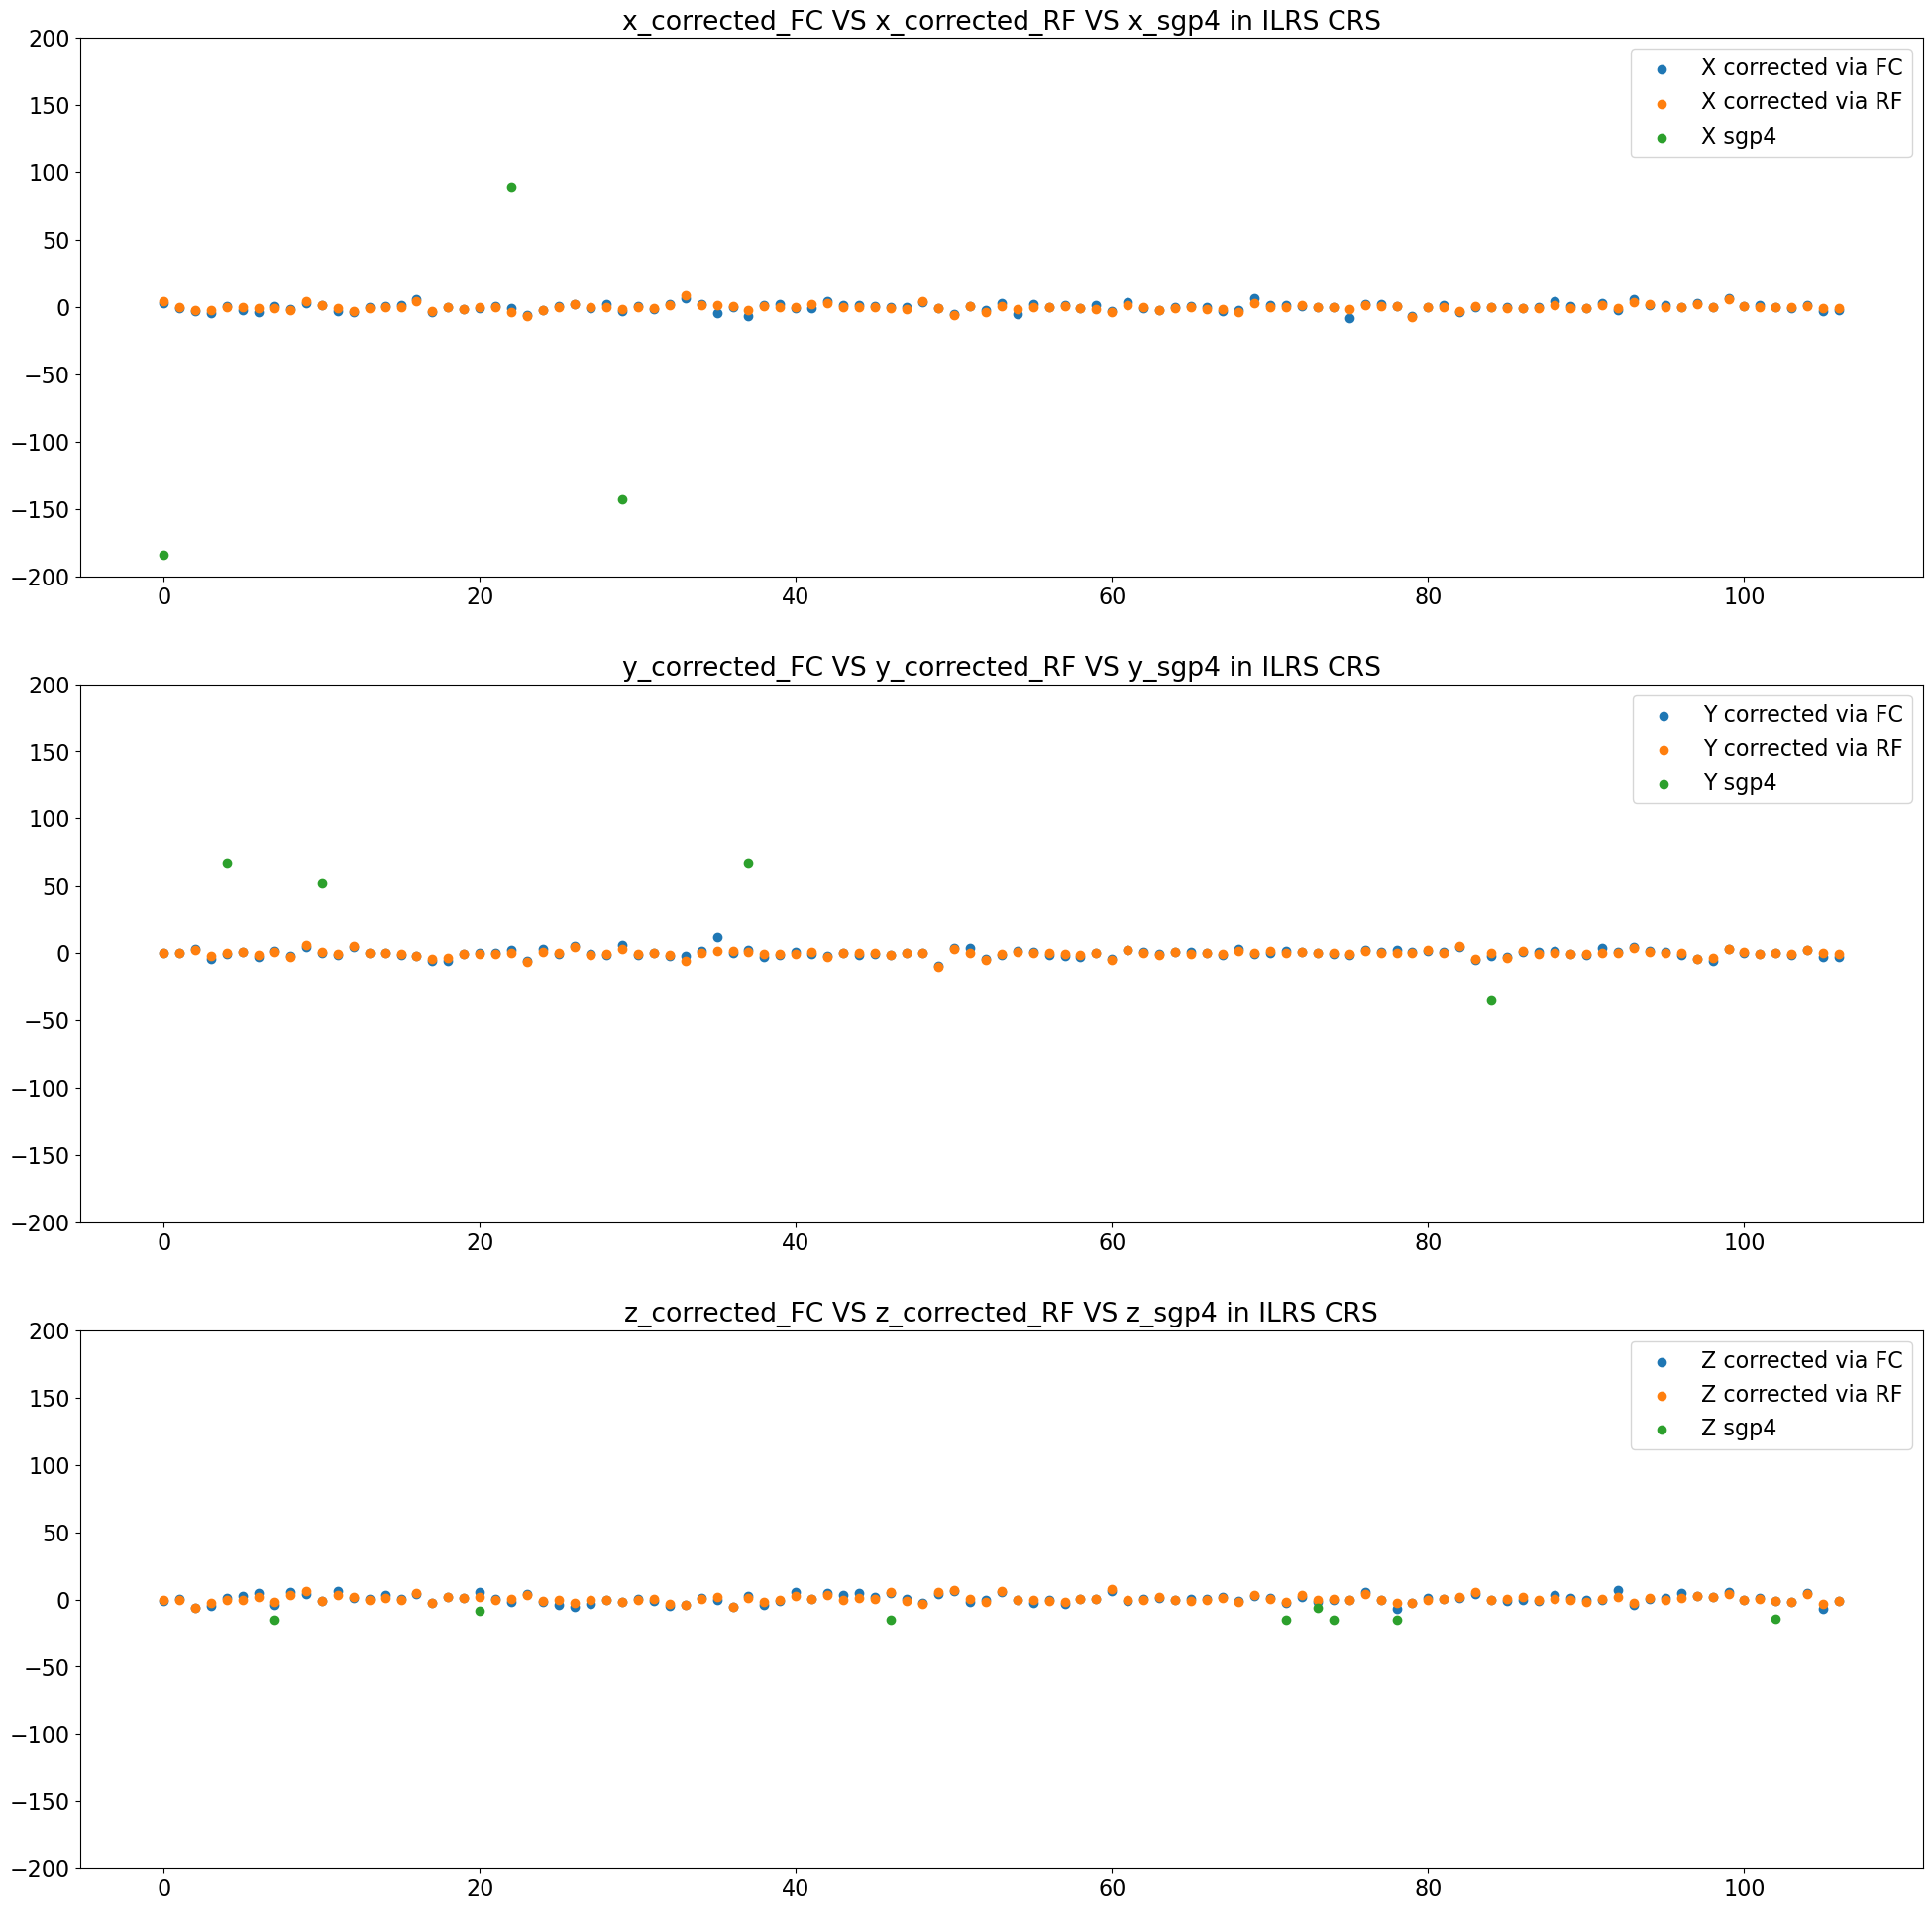 x_corrected_FC VS x_corrected_RF VS x_sgp4 in ILRS CRS
200
150
100
50
0
−50
−100
−150
−200
X corrected via FC
X corrected via RF
X sgp4
0 20 40 60 80 100
y_corrected_FC VS y_corrected_RF VS y_sgp4 in ILRS CRS
200
150
100
50
0
−50
−100
−150
−200
Y corrected via FC
Y corrected via RF
Y sgp4
0 20 40 60 80 100
z_corrected_FC VS z_corrected_RF VS z_sgp4 in ILRS CRS
200
150
100
50
0
−50
−100
−150
−200
Z corrected via FC
Z corrected via RF
Z sgp4
0 20 40 60 80 100